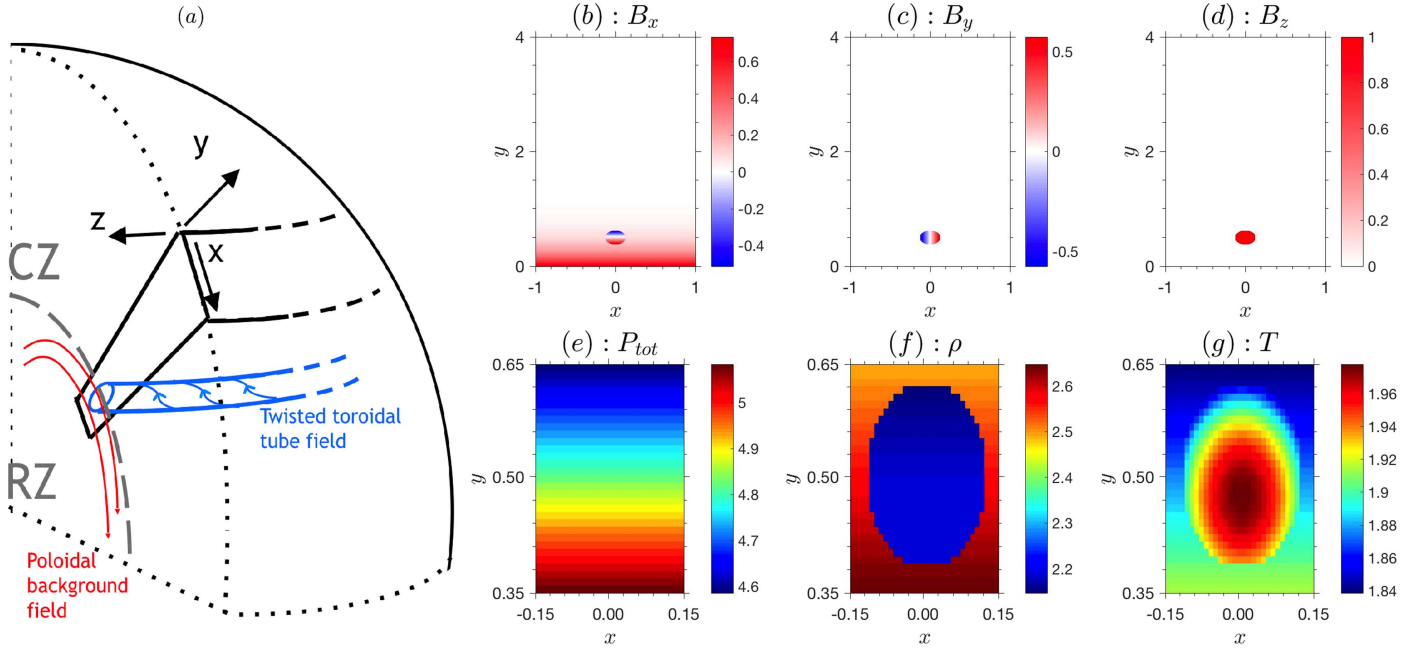 (a)
y
z
x
CZ
RZ
Twisted toroidal
tube field
Poloidal
background
field
(b) : B_x
4
2
0
-1
0
1
y
x
0.6
0.4
0.2
0
-0.2
-0.4
(c) : B_y
4
2
0
-1
0
1
y
x
0.5
0
-0.5
(d) : B_z
4
2
0
-1
0
1
y
x
1
0.8
0.6
0.4
0.2
0
(e) : P_{tot}
0.65
0.50
0.35
-0.15
0.00
0.15
y
x
5
4.9
4.8
4.7
4.6
(f) : ρ
0.65
0.50
0.35
-0.15
0.00
0.15
y
x
2.6
2.5
2.4
2.3
2.2
(g) : T
0.65
0.50
0.35
-0.15
0.00
0.15
y
x
1.96
1.94
1.92
1.9
1.88
1.86
1.84